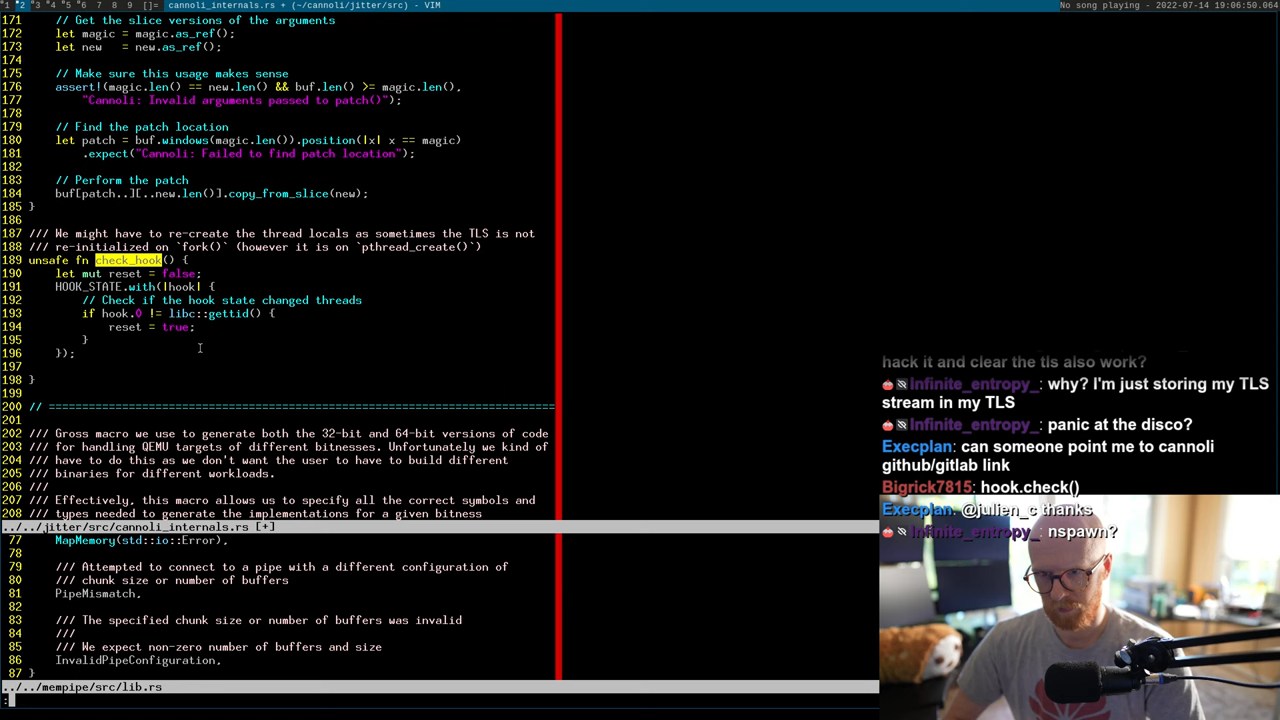 1 2 3 4 5 6 7 8 9 []= cannoli_internals.rs + (~/cannoli/jitter/src) - VIM No song playing - 2022-07-14 19:06:50.064
171 // Get the slice versions of the arguments
172 let magic = magic.as_ref();
173 let new = new.as_ref();
174
175 // Make sure this usage makes sense
176 assert!(magic.len() == new.len() && buf.len() >= magic.len(),
177 "Cannoli: Invalid arguments passed to patch()");
178
179 // Find the patch location
180 let patch = buf.windows(magic.len()).position(|x| x == magic)
181 .expect("Cannoli: Failed to find patch location");
182
183 // Perform the patch
184 buf[patch..][..new.len()].copy_from_slice(new);
185 }
186
187 /// We might have to re-create the thread locals as sometimes the TLS is not
188 /// re-initialized on `fork()` (however it is on `pthread_create()`)
189 unsafe fn check_hook() {
190 let mut reset = false;
191 HOOK_STATE.with(|hook| {
192 // Check if the hook state changed threads
193 if hook.0 != libc::gettid() {
194 reset = true;
195 }
196 });
197
198 }
199
200 // ============================================================================
201
202 /// Gross macro we use to generate both the 32-bit and 64-bit versions of code
203 /// for handling QEMU targets of different bitnesses. Unfortunately we kind of
204 /// have to do this as we don't want the user to have to build different
205 /// binaries for different workloads.
206 ///
207 /// Effectively, this macro allows us to specify all the correct symbols and
208 /// types needed to generate the implementations for a given bitness
../../jitter/src/cannoli_internals.rs [+]
77 MapMemory(std::io::Error),
78
79 /// Attempted to connect to a pipe with a different configuration of
80 /// chunk size or number of buffers
81 PipeMismatch,
82
83 /// The specified chunk size or number of buffers was invalid
84 ///
85 /// We expect non-zero number of buffers and size
86 InvalidPipeConfiguration,
87 }
../../mempipe/src/lib.rs
:
hack it and clear the tls also work?
Infinite_entropy_: why? I'm just storing my TLS
stream in my TLS
Infinite_entropy_: panic at the disco?
Execplan: can someone point me to cannoli
github/gitlab link
Bigrick7815: hook.check()
Execplan: @julien_c thanks
Infinite_entropy_: nspawn?